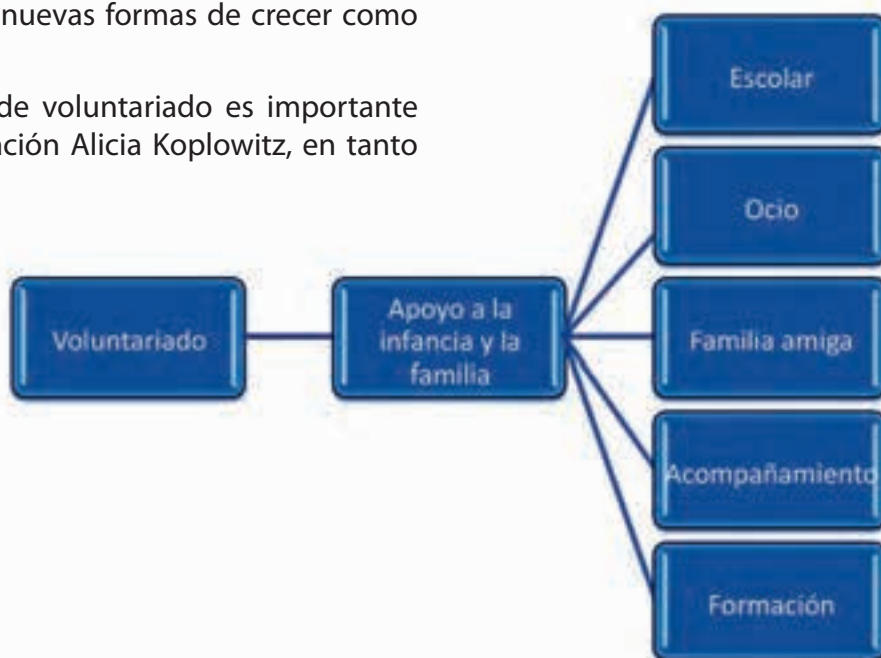 nuevas formas de crecer como
de voluntariado es importante
ación Alicia Koplowitz, en tanto
Voluntariado
Apoyo a la
infancia y la
familia
Escolar
Ocio
Familia amiga
Acompañamiento
Formación